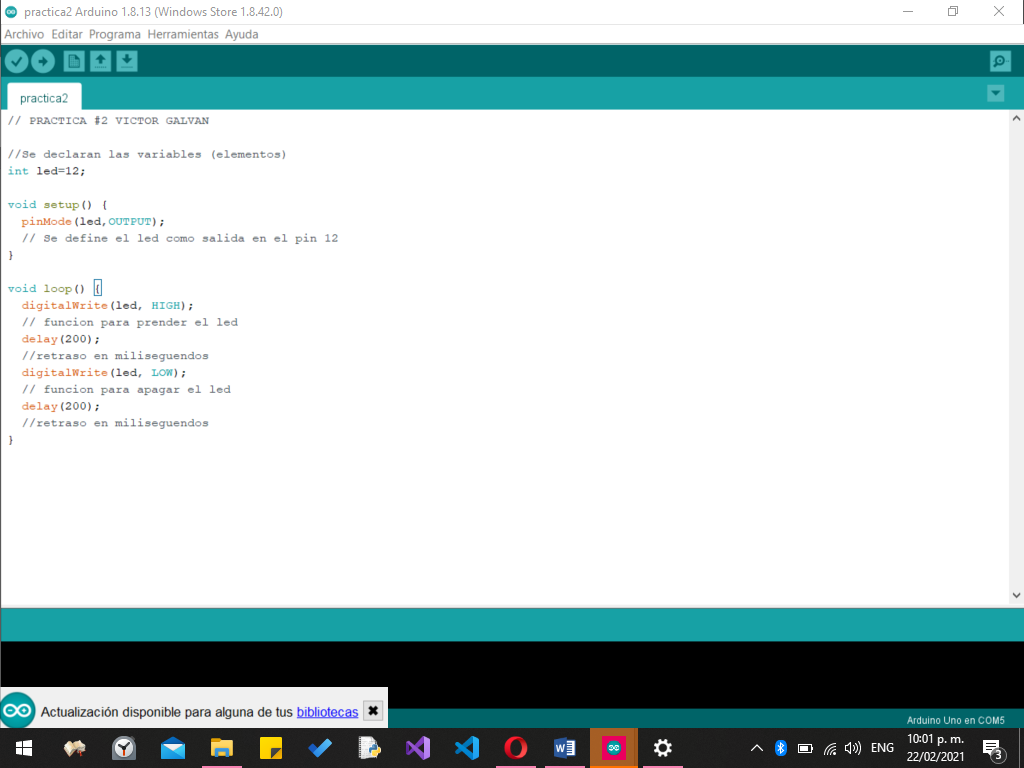 practica2 Arduino 1.8.13 (Windows Store 1.8.42.0)
Archivo Editar Programa Herramientas Ayuda
practica2
// PRACTICA #2 VICTOR GALVAN
//Se declaran las variables (elementos)
int led=12;
void setup() {
pinMode(led,OUTPUT);
// Se define el led como salida en el pin 12
}
void loop() {
digitalWrite(led, HIGH);
// funcion para prender el led
delay(200);
//retraso en miliseguendos
digitalWrite(led, LOW);
// funcion para apagar el led
delay(200);
//retraso en miliseguendos
}
Actualización disponible para alguna de tus bibliotecas
Arduino Uno en COM5
ENG
10:01 p. m.
22/02/2021
3